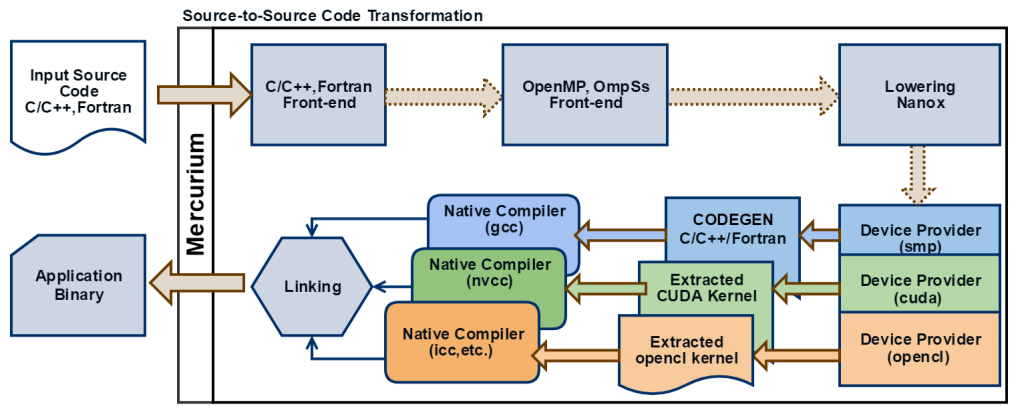 Source-to-Source Code Transformation
Input Source
Code
C/C++,Fortran
Mercurium
C/C++,Fortran
Front-end
OpenMP, OmpSs
Front-end
Lowering
Nanox
Native Compiler
(gcc)
CODEGEN
C/C++/Fortran
Device Provider
(smp)
Application
Binary
Linking
Native Compiler
(nvcc)
Extracted
CUDA Kernel
Device Provider
(cuda)
Native Compiler
(icc,etc.)
Extracted
opencl kernel
Device Provider
(opencl)